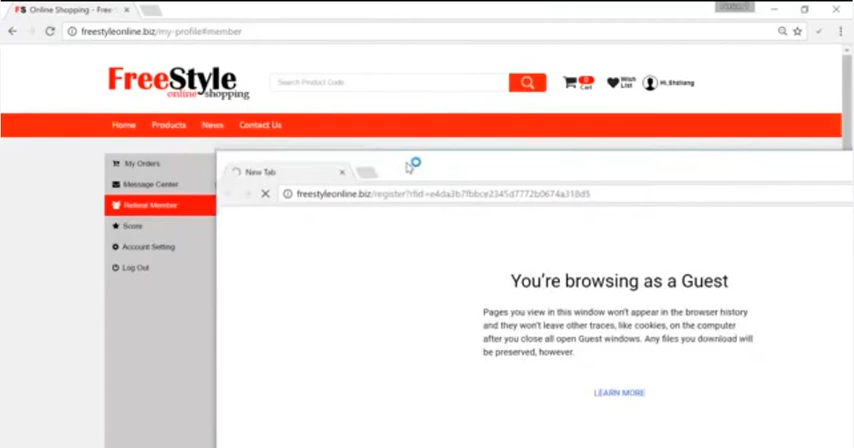 FS Online Shopping - Free
freestyleonline.biz/my-profile#member
FreeStyle
online shopping
Search Product Code..
0
Cart
Wish
List
Hi, Ehzliang
Home Products News Contact Us
My Orders
Message Center
Referral Member
Score
Account Setting
Log Out
New Tab
freestyleonline.biz/register?rfid=e4da3b7fbbce2345d7772b0674a318d5
You're browsing as a Guest
Pages you view in this window won't appear in the browser history
and they won't leave other traces, like cookies, on the computer
after you close all open Guest windows. Any files you download will
be preserved, however.
LEARN MORE